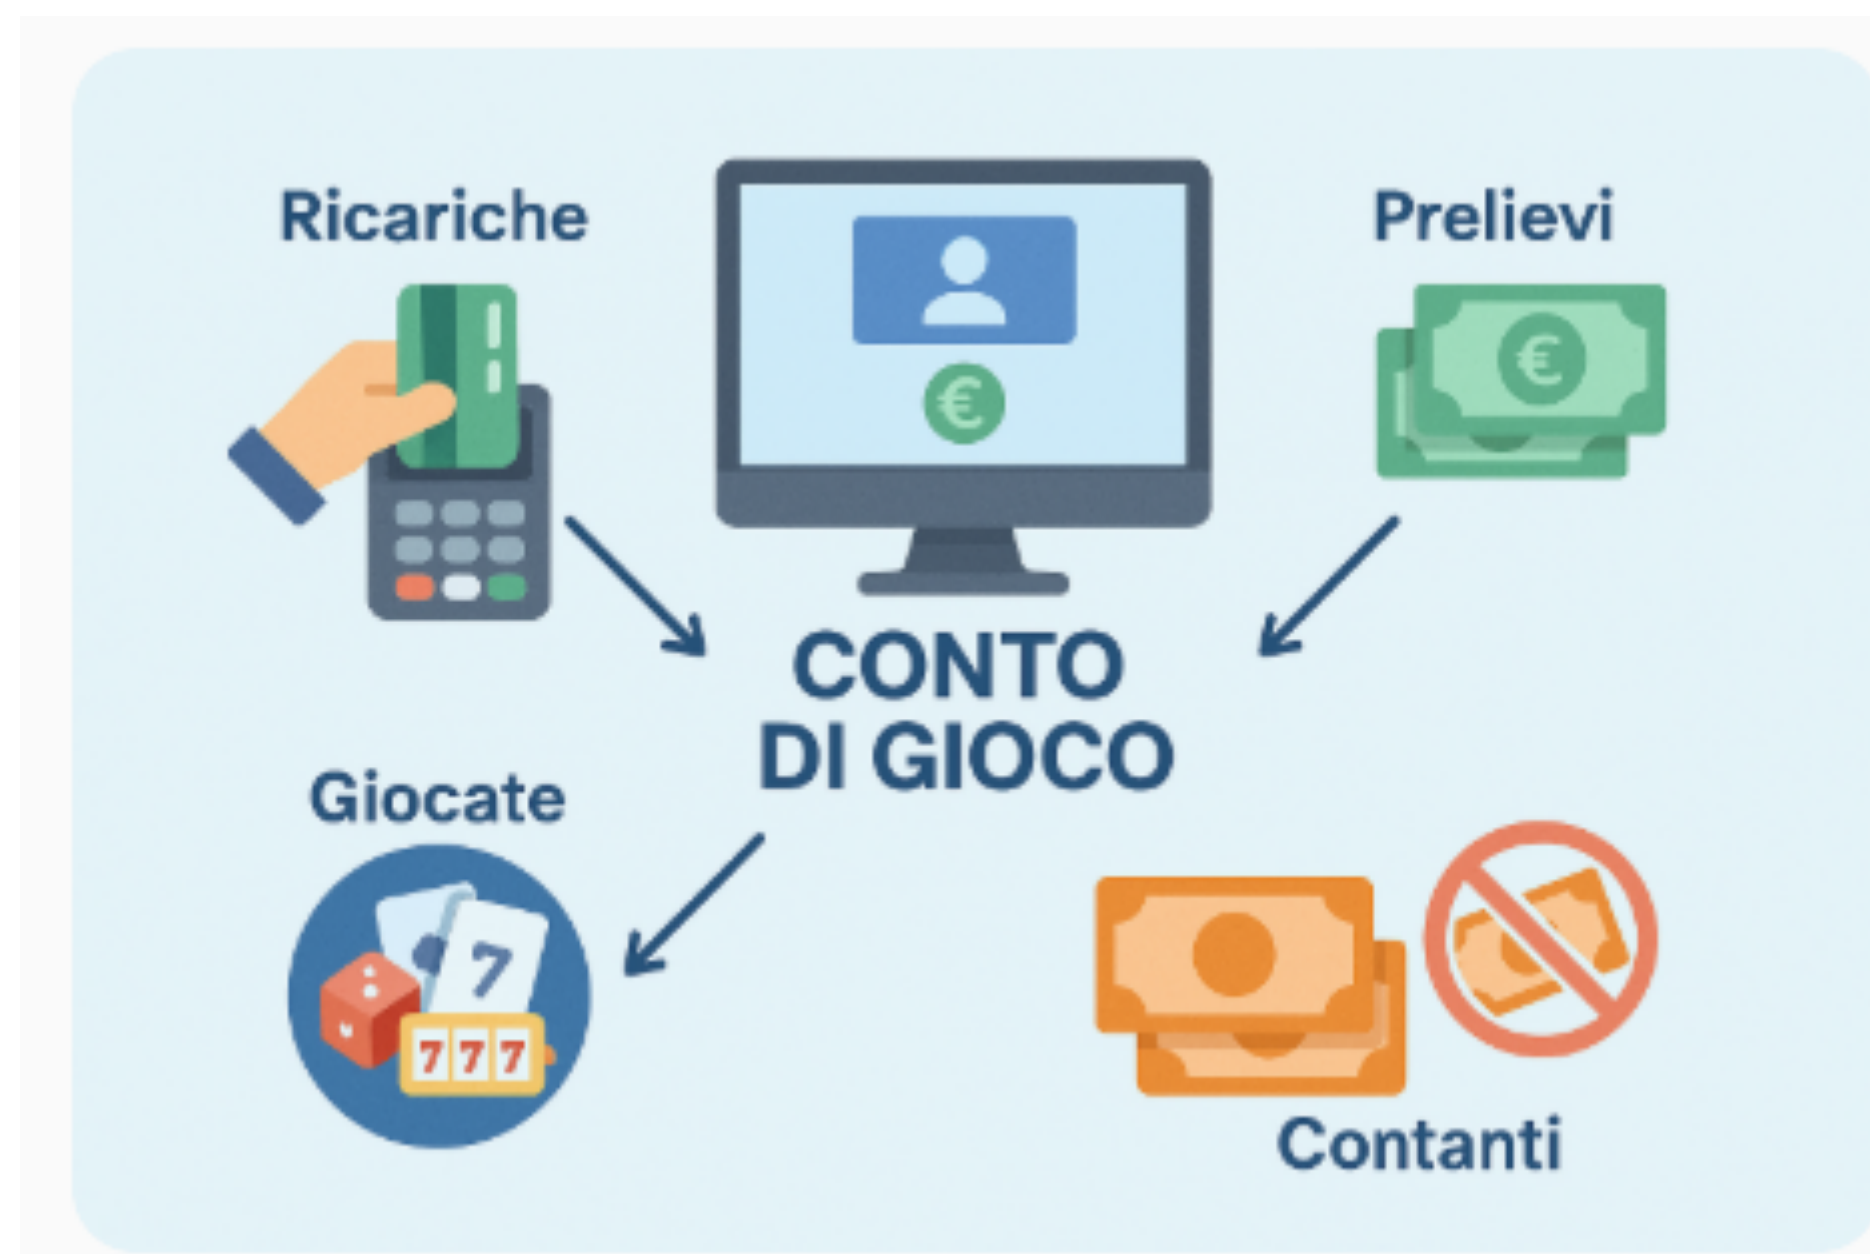 Ricariche
Prelievi
€
€
CONTO
DI GIOCO
Giocate
7
777
Contanti